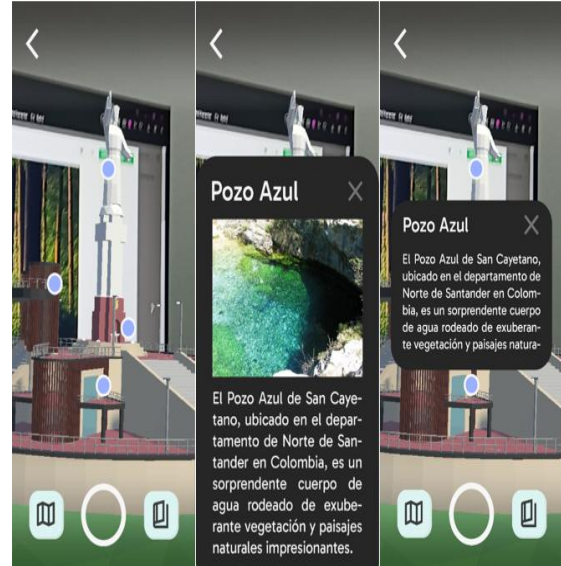 Pozo Azul
El Pozo Azul de San Caye-
tano, ubicado en el depar-
tamento de Norte de San-
tander en Colombia, es un
sorprendente cuerpo de
agua rodeado de exube-
rante vegetación y paisajes
naturales impresionantes.
Pozo Azul
El Pozo Azul de San Cayetano,
ubicado en el departamento de
Norte de Santander en Colom-
bia, es un sorprendente cuerpo
de agua rodeado de exuberan-
te vegetación y paisajes natura-